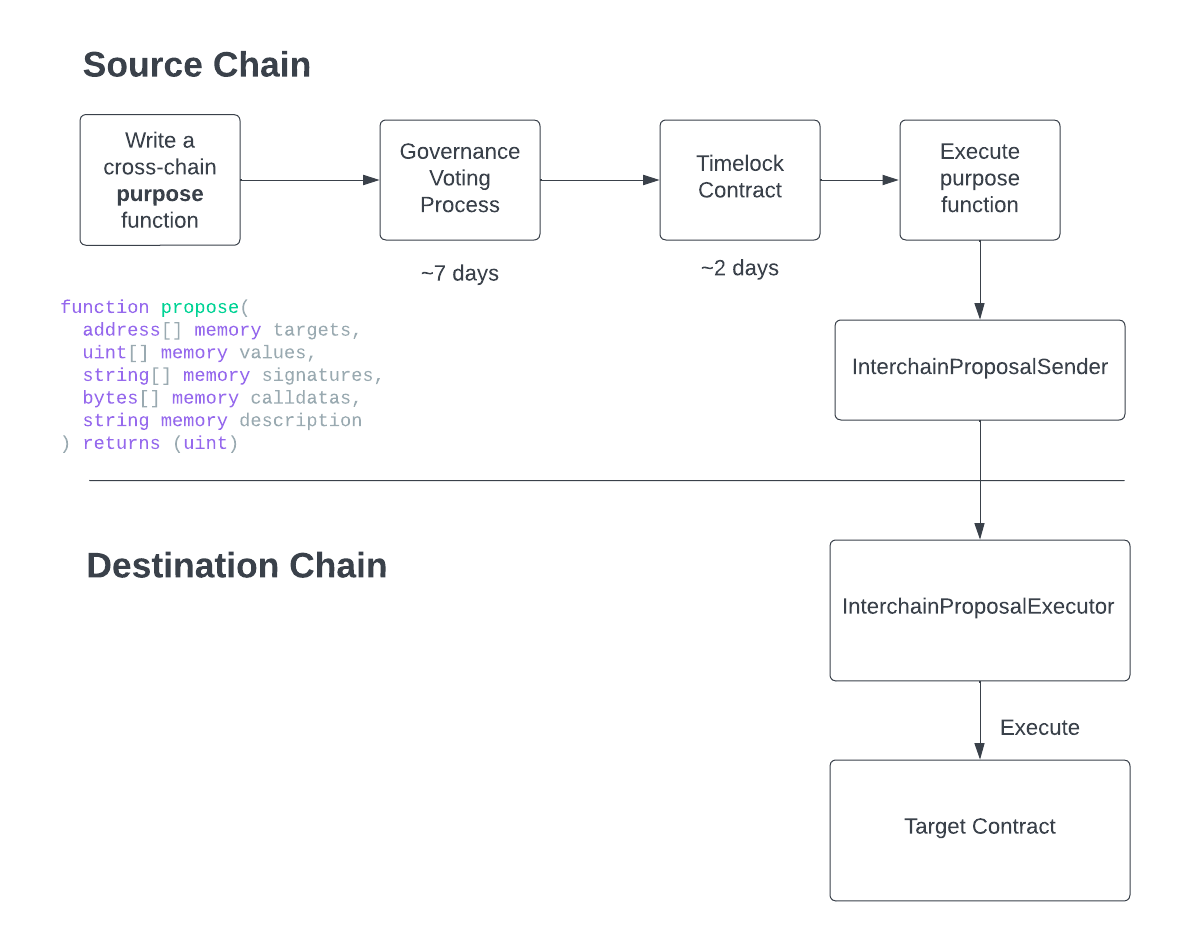 Source Chain
Write a
cross-chain
purpose
function
Governance
Voting
Process
Timelock
Contract
Execute
purpose
function
~7 days
~2 days
function propose(
  address[] memory targets,
  uint[] memory values,
  string[] memory signatures,
  bytes[] memory calldatas,
  string memory description
) returns (uint)
InterchainProposalSender
Destination Chain
InterchainProposalExecutor
Execute
Target Contract